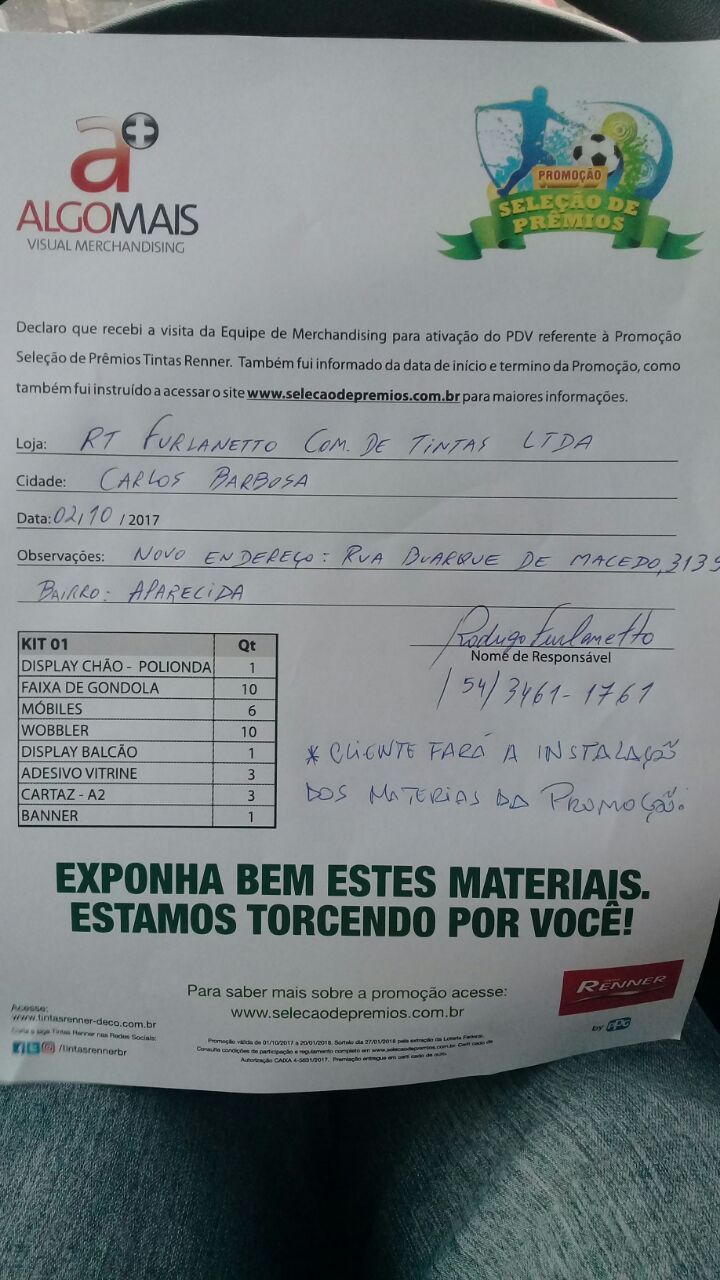 a+
ALGOMAIS
VISUAL MERCHANDISING
PROMOÇÃO
SELEÇÃO DE
PRÊMIOS
Declaro que recebi a visita da Equipe de Merchandising para ativação do PDV referente à Promoção
Seleção de Prêmios Tintas Renner. Também fui informado da data de início e termino da Promoção, como
também fui instruído a acessar o site www.selecaodepremios.com.br para maiores informações.
Loja: RT FURLANETTO COM. DE TINTAS LTDA
Cidade: CARLOS BARBOSA
Data: 02/10 / 2017
Observações: NOVO ENDEREÇO: RUA BUARQUE DE MACEDO, 3139
BAIRRO: APARECIDA
Rodrigo Furlanetto
Nome de Responsável
(54) 3461-1761
KIT 01 Qt
DISPLAY CHÃO - POLIONDA 1
FAIXA DE GONDOLA 10
MÓBILES 6
WOBBLER 10
DISPLAY BALCÃO 1
ADESIVO VITRINE 3
CARTAZ - A2 3
BANNER 1
* CLIENTE FARÁ A INSTALAÇÃO
DOS MATERIAS DA PROMOÇÃO.
EXPONHA BEM ESTES MATERIAIS.
ESTAMOS TORCENDO POR VOCÊ!
Para saber mais sobre a promoção acesse:
www.selecaodepremios.com.br
RENNER
by PPG
Acesse:
www.tintasrenner-deco.com.br
Curta e siga Tintas Renner nas Redes Sociais:
/tintasrennerbr
Promoção válida de 01/10/2017 a 20/01/2018. Sorteio dia 27/01/2018 pela extração da Loteria Federal.
Consulte condições de participação e regulamento completo em www.selecaodepremios.com.br. Certificado de
Autorização CAIXA 4-5631/2017. Premiação entregue em certificado de ouro.